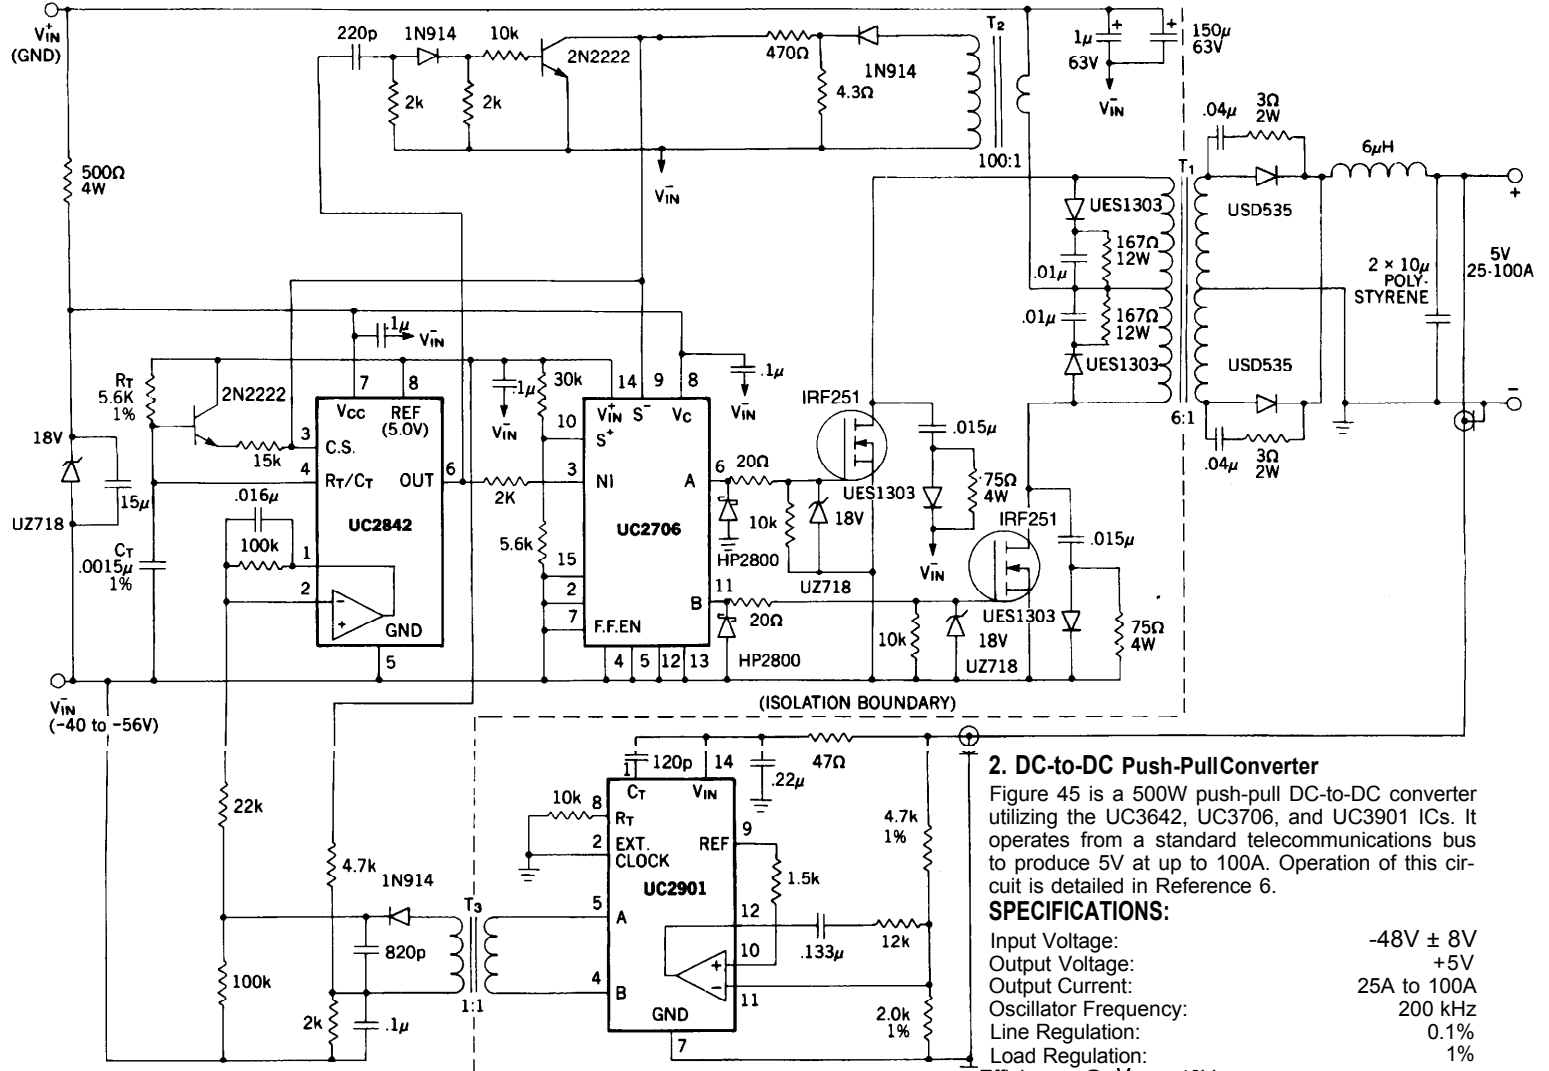 V+IN
(GND)
220p
1N914
10k
2N2222
2k
2k
V-IN
470Ω
4.3Ω
1N914
T2
100:1
1µ
63V
+
V-IN
+
150µ
63V
500Ω
4W
.04µ
3Ω
2W
6µH
T1
USD535
+
5V
25-100A
2 × 10µ
POLY-
STYRENE
UES1303
167Ω
12W
.01µ
.01µ
167Ω
12W
UES1303
USD535
6:1
.04µ
3Ω
2W
–
.1µ
V-IN
RT
5.6K
1%
2N2222
15k
18V
15µ
UZ718
CT
.0015µ
1%
.016µ
100k
7
8
VCC
REF
(5.0V)
3
C.S.
4
RT/CT
OUT
6
UC2842
1
2
–
+
GND
5
.1µ
V-IN
30k
2K
5.6k
14
9
8
V+IN
S-
VC
10
S+
3
NI
A
6
UC2706
15
2
B
11
7
F.F.EN
4
5
12
13
.1µ
V-IN
20Ω
HP2800
10k
18V
UZ718
IRF251
.015µ
UES1303
75Ω
4W
V-IN
20Ω
HP2800
10k
18V
UZ718
IRF251
.015µ
UES1303
75Ω
4W
V-IN
(-40 to -56V)
(ISOLATION BOUNDARY)
22k
4.7k
1N914
T3
820p
100k
2k
.1µ
1:1
1
120p
14
.22µ
47Ω
CT
VIN
10k
8
RT
2
EXT.
CLOCK
REF
9
UC2901
1.5k
5
A
12
.133µ
12k
10
+
–
11
4
B
GND
7
4.7k
1%
2.0k
1%
2. DC-to-DC Push-PullConverter
Figure 45 is a 500W push-pull DC-to-DC converter
utilizing the UC3642, UC3706, and UC3901 ICs. It
operates from a standard telecommunications bus
to produce 5V at up to 100A. Operation of this cir-
cuit is detailed in Reference 6.
SPECIFICATIONS:
Input Voltage: -48V ± 8V
Output Voltage: +5V
Output Current: 25A to 100A
Oscillator Frequency: 200 kHz
Line Regulation: 0.1%
Load Regulation: 1%